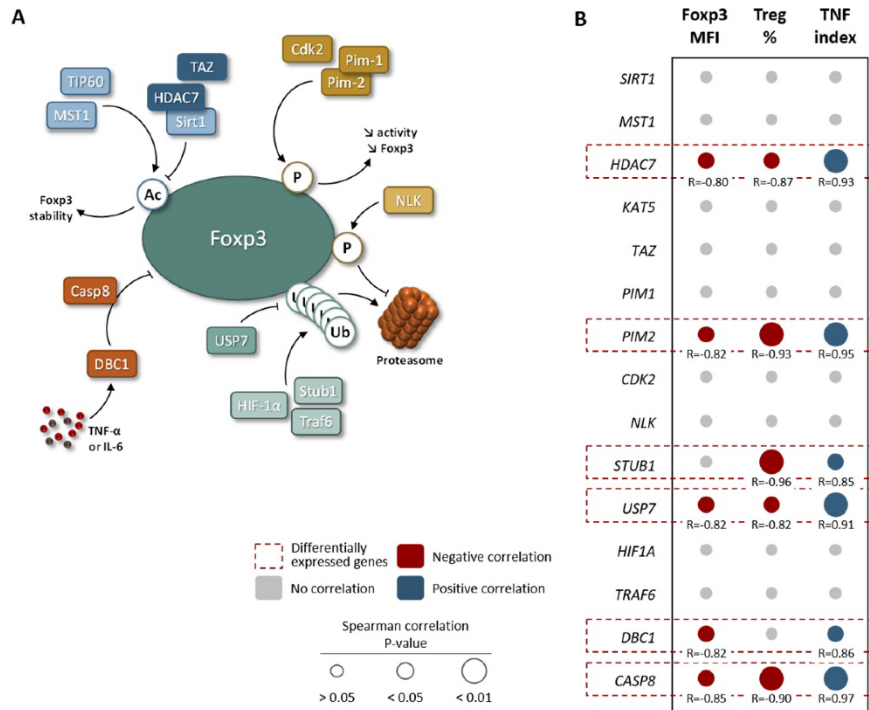 A
TIP60
MST1
TAZ
HDAC7
Sirt1
Cdk2
Pim-1
Pim-2
↘ activity
↘ Foxp3
Ac
P
Foxp3
stability
Foxp3
NLK
P
Casp8
DBC1
TNF-α
or IL-6
USP7
Ub
Proteasome
HIF-1α
Stub1
Traf6
Differentially
expressed genes
Negative correlation
No correlation
Positive correlation
Spearman correlation
P-value
> 0.05
< 0.05
< 0.01
B
Foxp3
MFI
Treg
%
TNF
index
SIRT1
MST1
HDAC7
R=-0.80 R=-0.87 R=0.93
KAT5
TAZ
PIM1
PIM2
R=-0.82 R=-0.93 R=0.95
CDK2
NLK
STUB1
R=-0.96 R=0.85
USP7
R=-0.82 R=-0.82 R=0.91
HIF1A
TRAF6
DBC1
R=-0.82 R=0.86
CASP8
R=-0.85 R=-0.90 R=0.97